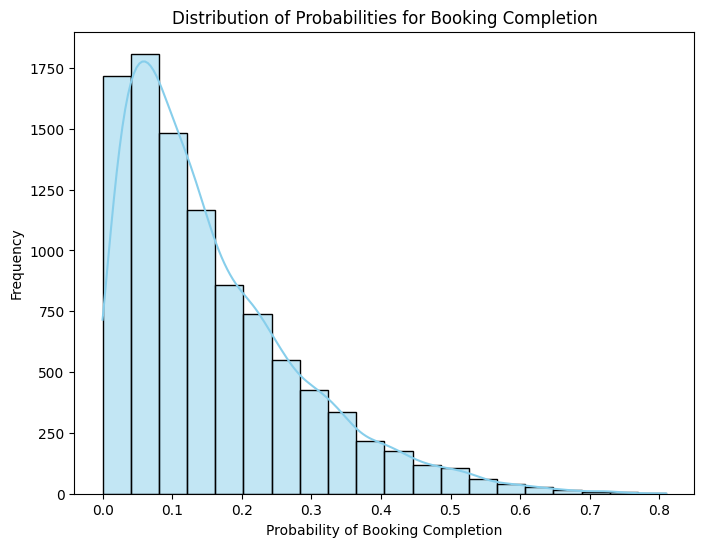 Distribution of Probabilities for Booking Completion
1750
1500
1250
1000
750
500
250
0
Frequency
0.0 0.1 0.2 0.3 0.4 0.5 0.6 0.7 0.8
Probability of Booking Completion